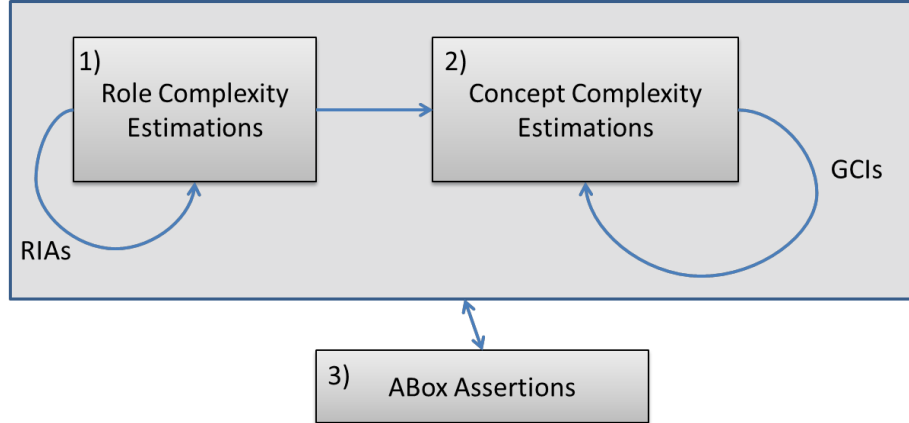 1)
Role Complexity
Estimations
2)
Concept Complexity
Estimations
GCIs
RIAs
3)
ABox Assertions